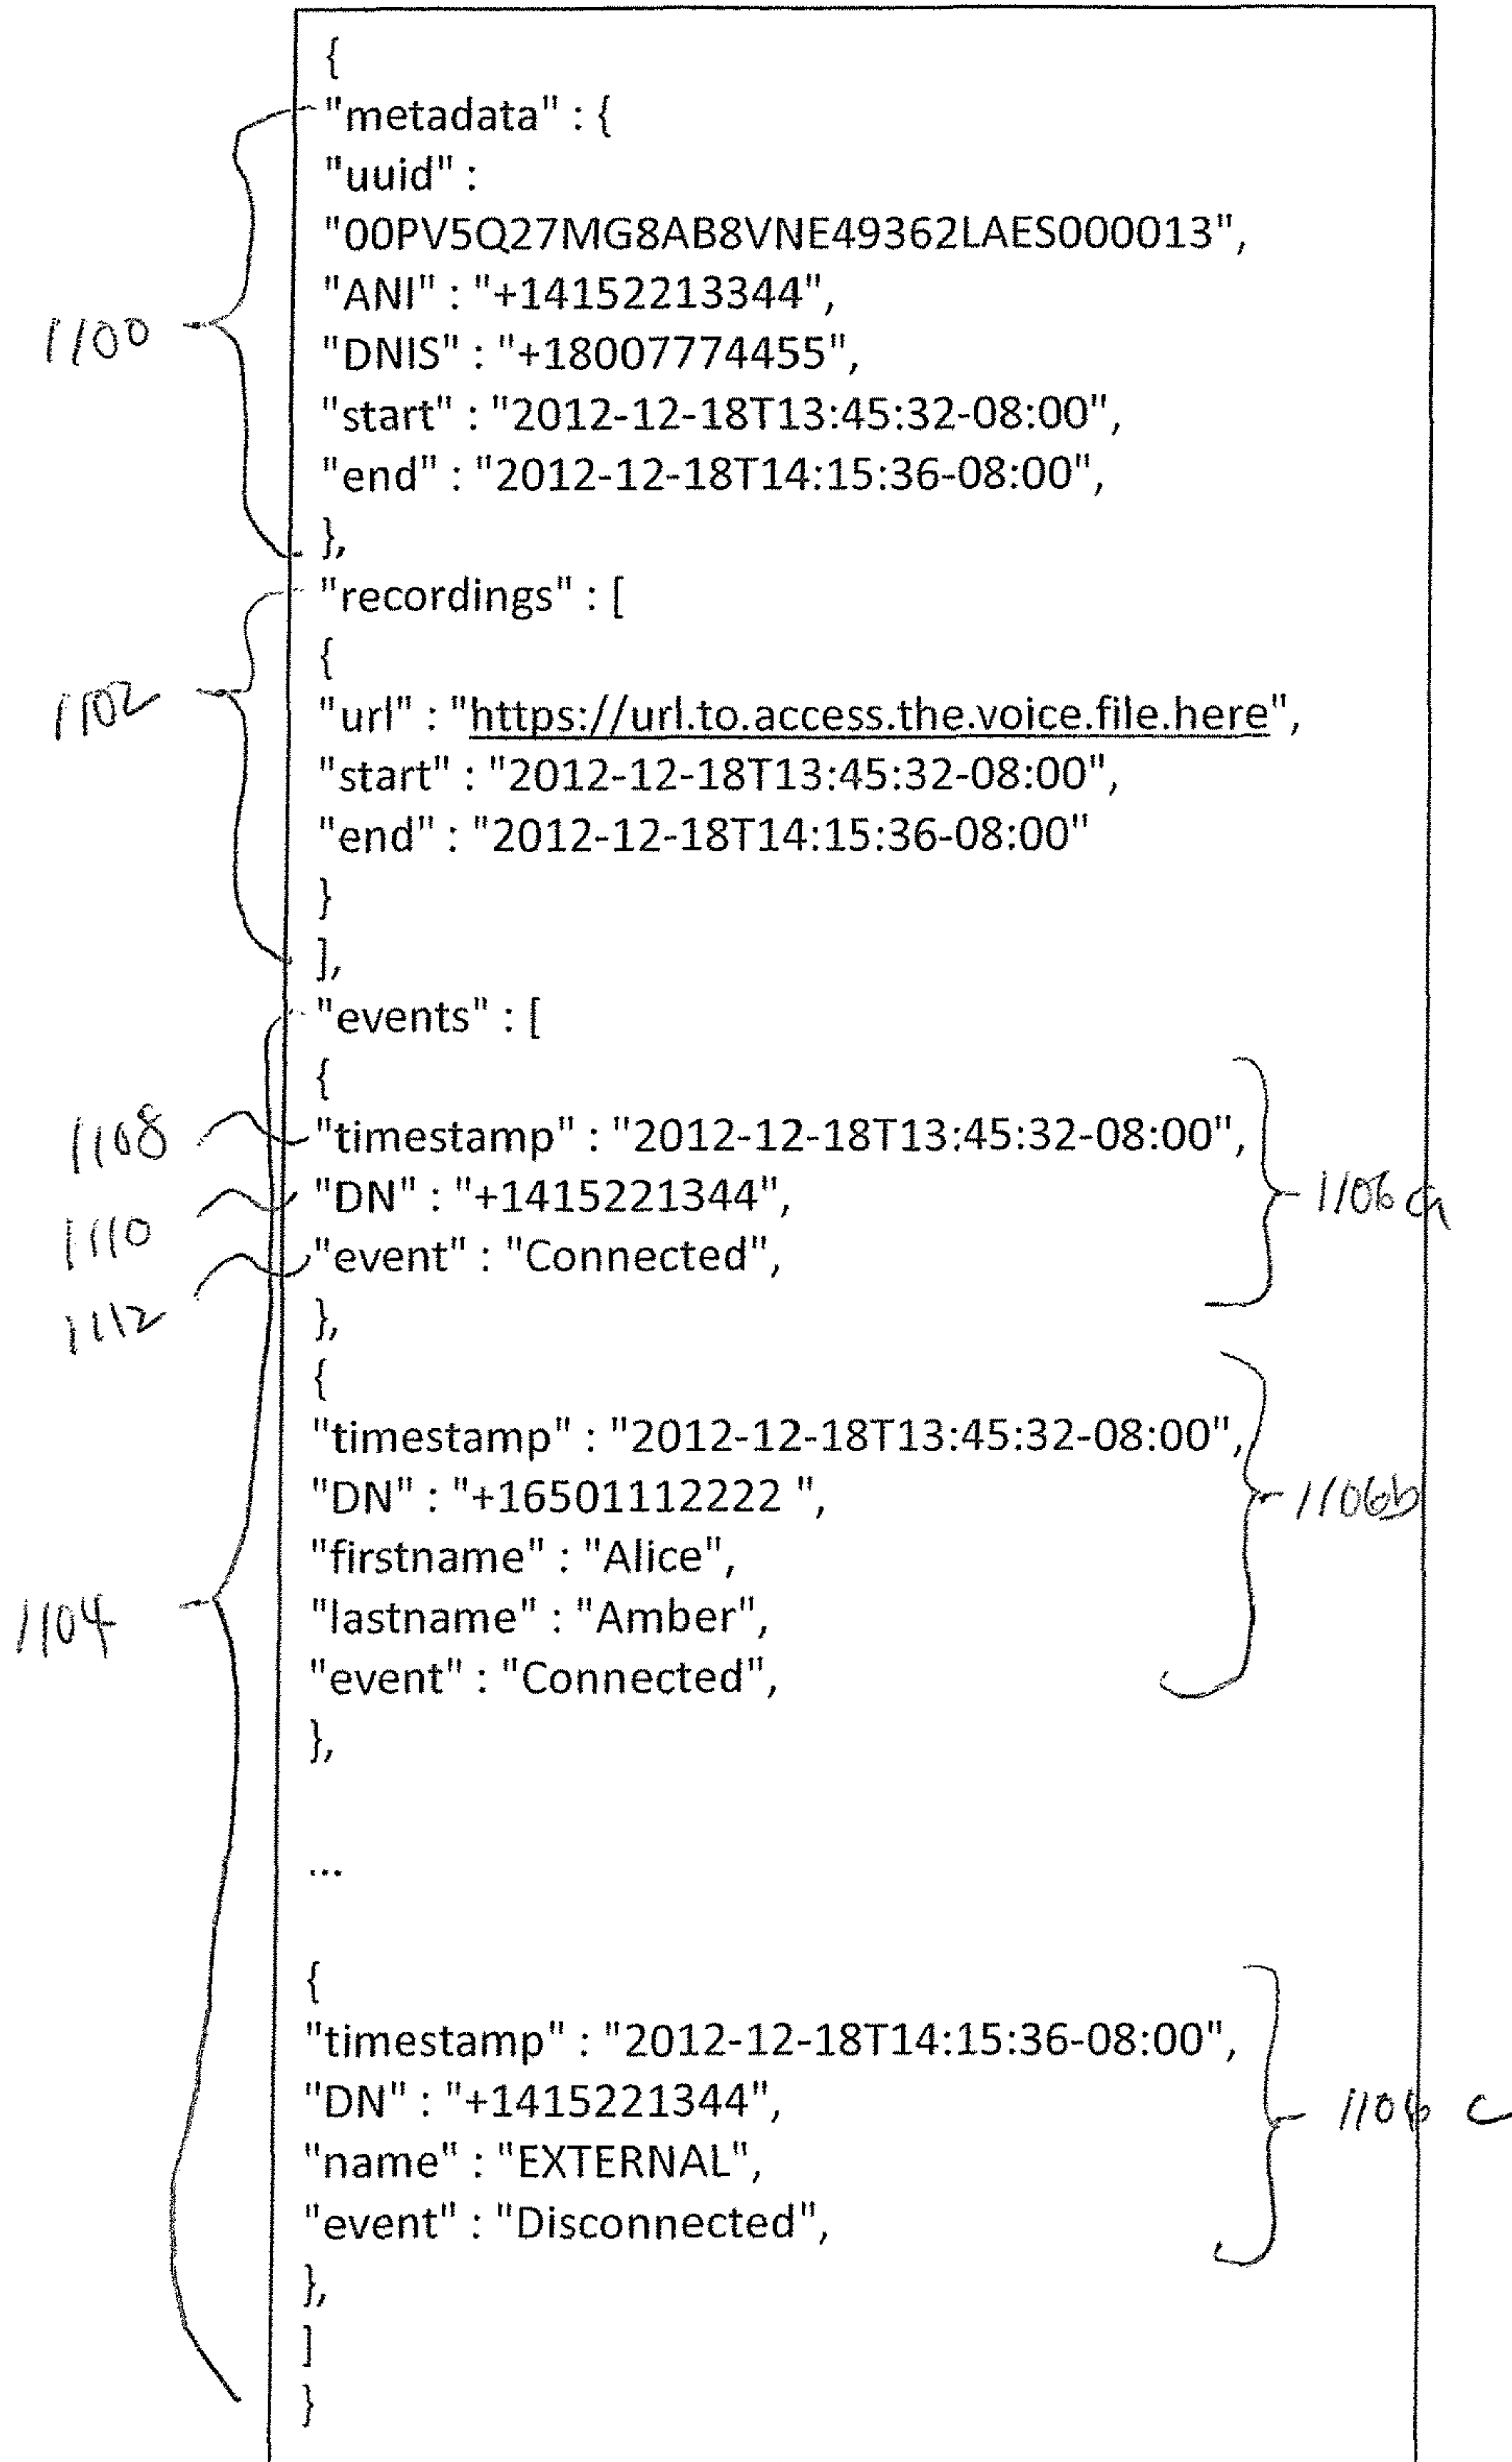 {
"metadata" : {
"uuid" :
"00PV5Q27MG8AB8VNE49362LAES000013",
"ANI" : "+14152213344",
1100
"DNIS" : "+18007774455",
"start" : "2012-12-18T13:45:32-08:00",
"end" : "2012-12-18T14:15:36-08:00",
},
"recordings" : [
{
1102
"url" : "https://url.to.access.the.voice.file.here",
"start" : "2012-12-18T13:45:32-08:00",
"end" : "2012-12-18T14:15:36-08:00"
}
],
"events" : [
{
1108
"timestamp" : "2012-12-18T13:45:32-08:00",
1110
"DN" : "+1415221344",
1106a
1112
"event" : "Connected",
},
{
"timestamp" : "2012-12-18T13:45:32-08:00",
"DN" : "+16501112222 ",
1106b
"firstname" : "Alice",
1104
"lastname" : "Amber",
"event" : "Connected",
},
...
{
"timestamp" : "2012-12-18T14:15:36-08:00",
"DN" : "+1415221344",
1106 c
"name" : "EXTERNAL",
"event" : "Disconnected",
},
]
}